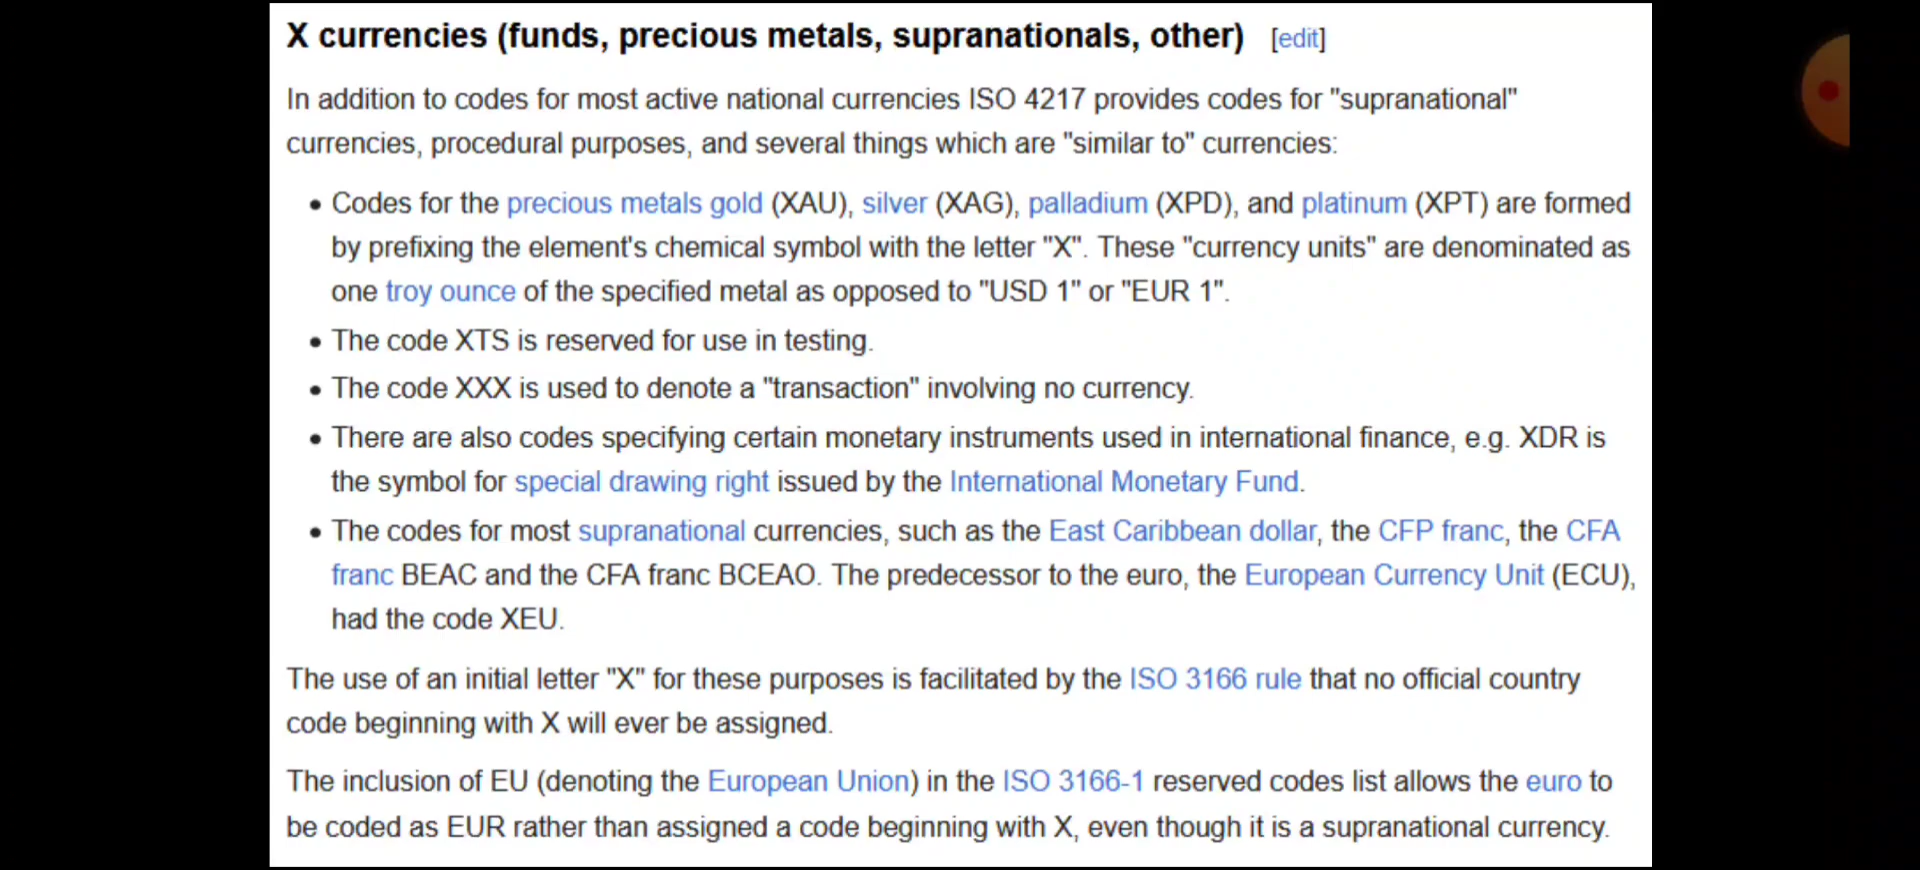 X currencies (funds, precious metals, supranationals, other) [edit]
In addition to codes for most active national currencies ISO 4217 provides codes for "supranational"
currencies, procedural purposes, and several things which are "similar to" currencies:
• Codes for the precious metals gold (XAU), silver (XAG), palladium (XPD), and platinum (XPT) are formed
by prefixing the element's chemical symbol with the letter "X". These "currency units" are denominated as
one troy ounce of the specified metal as opposed to "USD 1" or "EUR 1".
• The code XTS is reserved for use in testing.
• The code XXX is used to denote a "transaction" involving no currency.
• There are also codes specifying certain monetary instruments used in international finance, e.g. XDR is
the symbol for special drawing right issued by the International Monetary Fund.
• The codes for most supranational currencies, such as the East Caribbean dollar, the CFP franc, the CFA
franc BEAC and the CFA franc BCEAO. The predecessor to the euro, the European Currency Unit (ECU),
had the code XEU.
The use of an initial letter "X" for these purposes is facilitated by the ISO 3166 rule that no official country
code beginning with X will ever be assigned.
The inclusion of EU (denoting the European Union) in the ISO 3166-1 reserved codes list allows the euro to
be coded as EUR rather than assigned a code beginning with X, even though it is a supranational currency.